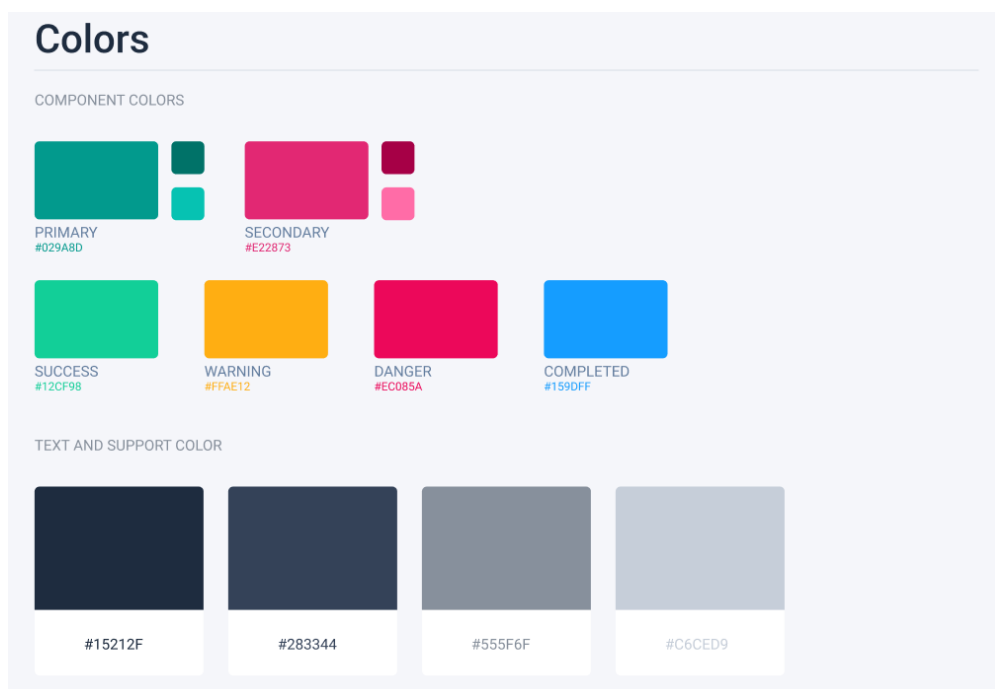 Colors
COMPONENT COLORS
PRIMARY
#029A8D
SECONDARY
#E22873
SUCCESS
#12CF98
WARNING
#FFAE12
DANGER
#EC085A
COMPLETED
#159DFF
TEXT AND SUPPORT COLOR
#15212F
#283344
#555F6F
#C6CED9